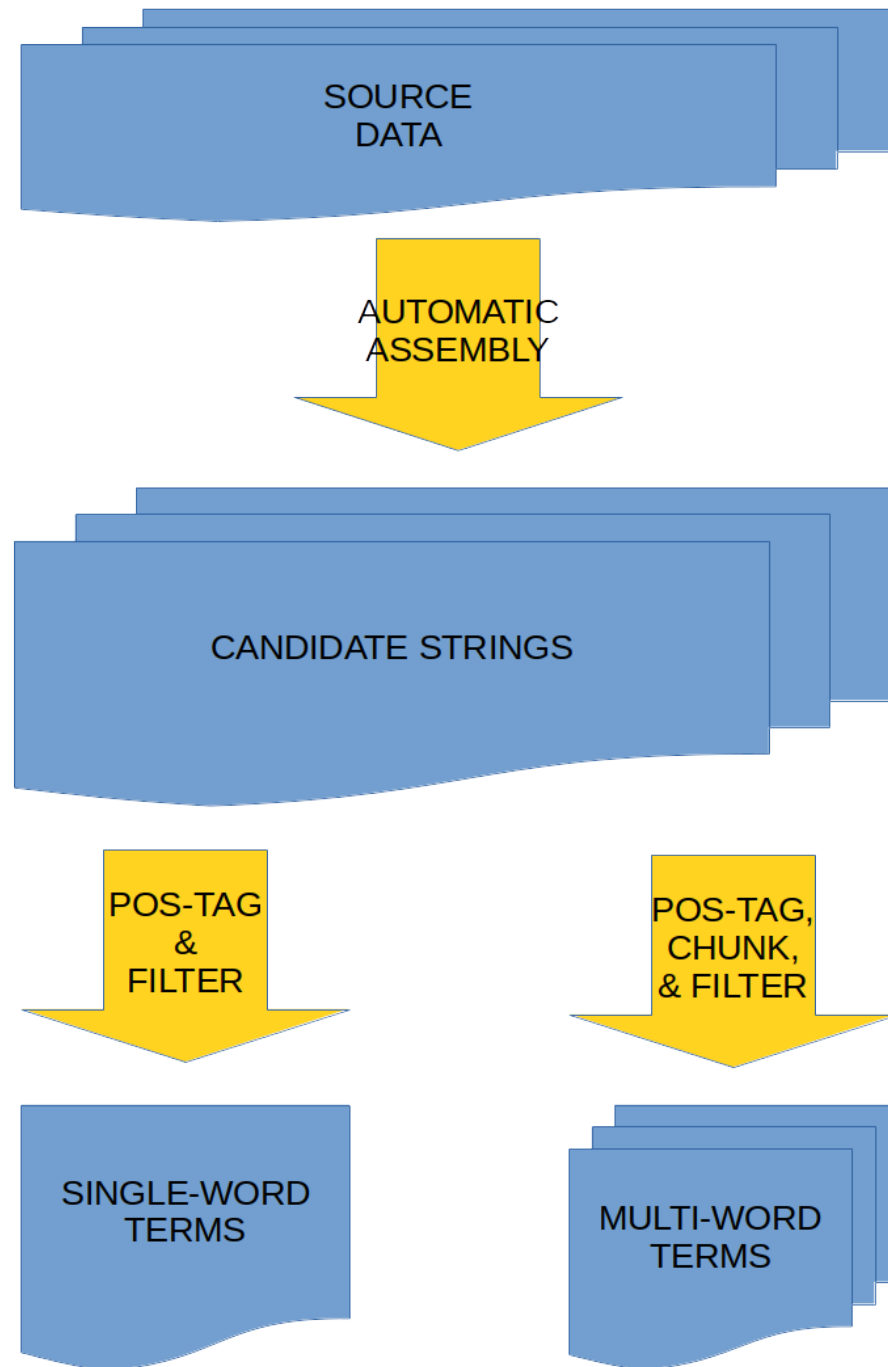 SOURCE
DATA
AUTOMATIC
ASSEMBLY
CANDIDATE STRINGS
POS-TAG
&
FILTER
POS-TAG,
CHUNK,
& FILTER
SINGLE-WORD
TERMS
MULTI-WORD
TERMS